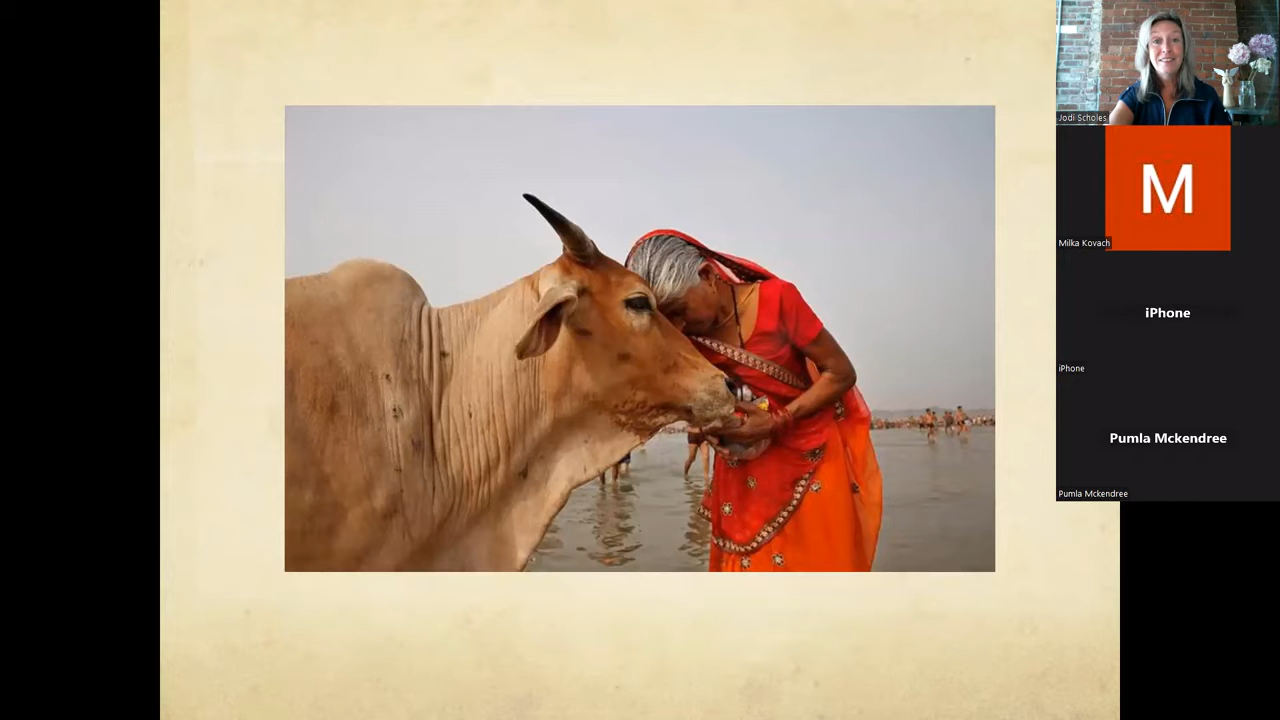 Jodi Scholes
M
Milka Kovach
iPhone
iPhone
Pumla Mckendree
Pumla Mckendree